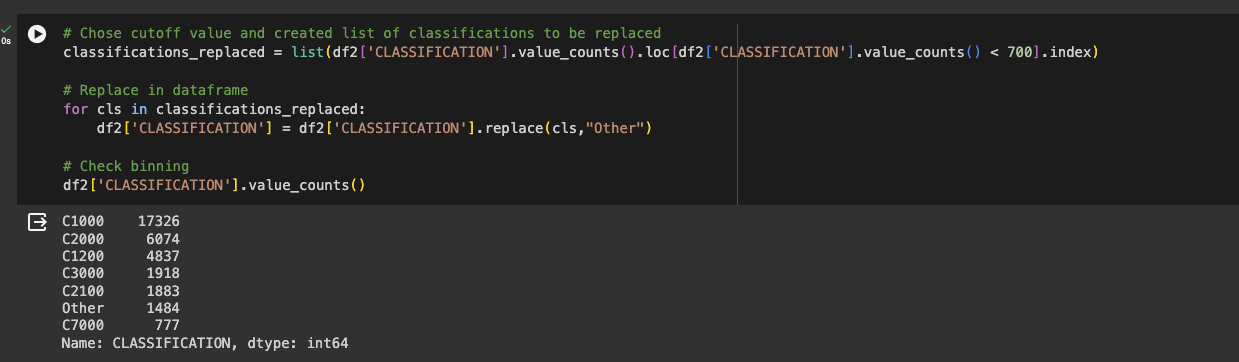 # Chose cutoff value and created list of classifications to be replaced
classifications_replaced = list(df2['CLASSIFICATION'].value_counts().loc[df2['CLASSIFICATION'].value_counts() < 700].index)
# Replace in dataframe
for cls in classifications_replaced:
    df2['CLASSIFICATION'] = df2['CLASSIFICATION'].replace(cls,"Other")
# Check binning
df2['CLASSIFICATION'].value_counts()
0s
C1000    17326
C2000     6074
C1200     4837
C3000     1918
C2100     1883
Other     1484
C7000      777
Name: CLASSIFICATION, dtype: int64